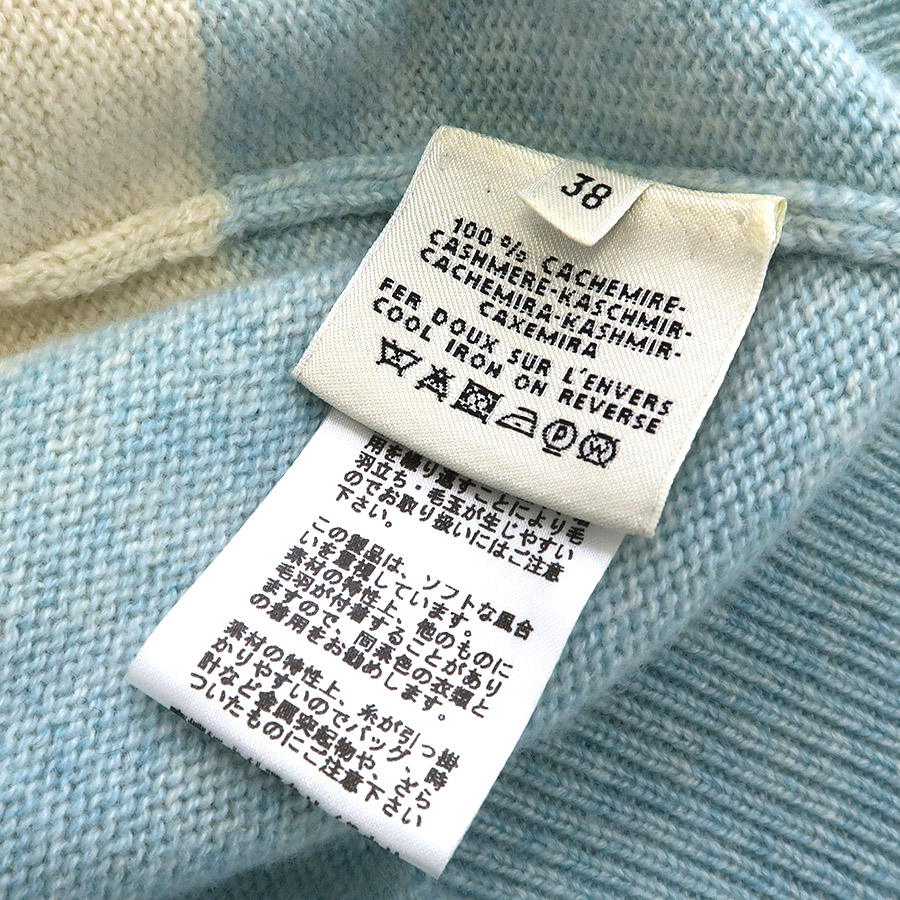 38
100 % CACHEMIRE-
CASHMERE-KASCHMIR-
CACHEMIRA-KASHMIR-
CAXEMIRA
FER DOUX SUR L'ENVERS
COOL IRON ON REVERSE
P
W
用を繰り返すことにより毛
羽立ち・毛玉が生じやすい
のでお取り扱いにはご注意
下さい。
この製品は、ソフトな風合
いを重視しています。
素材の特性上、他のものに
毛羽が付着することがあり
ますので、同素色の衣類と
の兼用をお勧めします。
素材の特性上、糸が引っ掛
かりやすいのでバッグ、時
計など金属突起物や、ざら
ついたものにご注意下さい